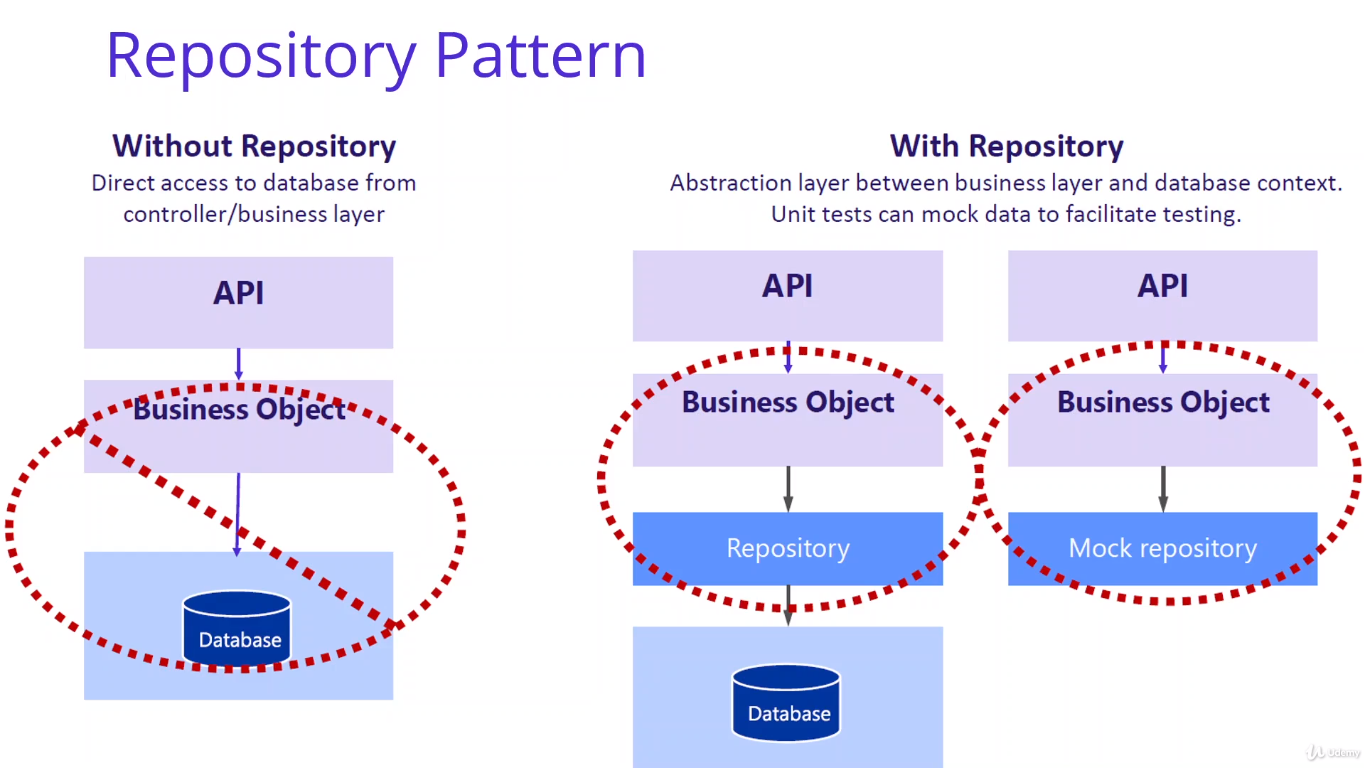 Repository Pattern
Without Repository
Direct access to database from
controller/business layer
API
Business Object
Database
With Repository
Abstraction layer between business layer and database context.
Unit tests can mock data to facilitate testing.
API
Business Object
Repository
Database
API
Business Object
Mock repository
Udemy